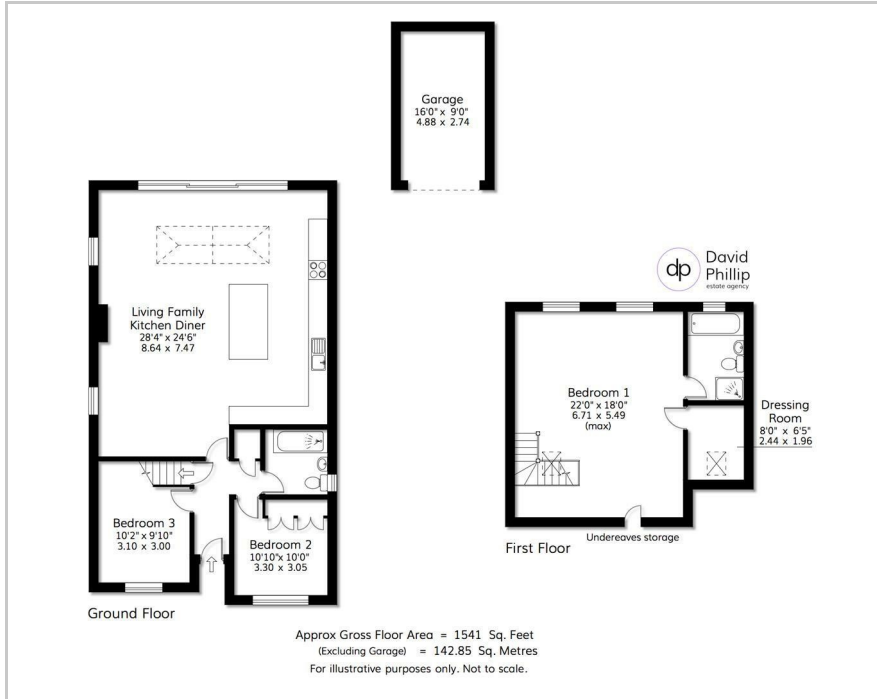 Garage
16'0" x 9'0"
4.88 x 2.74
dp
David
Phillip
estate agency
Living Family
Kitchen Diner
28'4" x 24'6"
8.64 x 7.47
Bedroom 1
22'0" x 18'0"
6.71 x 5.49
(max)
Dressing
Room
8'0" x 6'5"
2.44 x 1.96
Bedroom 3
10'2" x 9'10"
3.10 x 3.00
Bedroom 2
10'10" x 10'0"
3.30 x 3.05
Undereaves storage
First Floor
Ground Floor
Approx Gross Floor Area = 1541 Sq. Feet
(Excluding Garage) = 142.85 Sq. Metres
For illustrative purposes only. Not to scale.